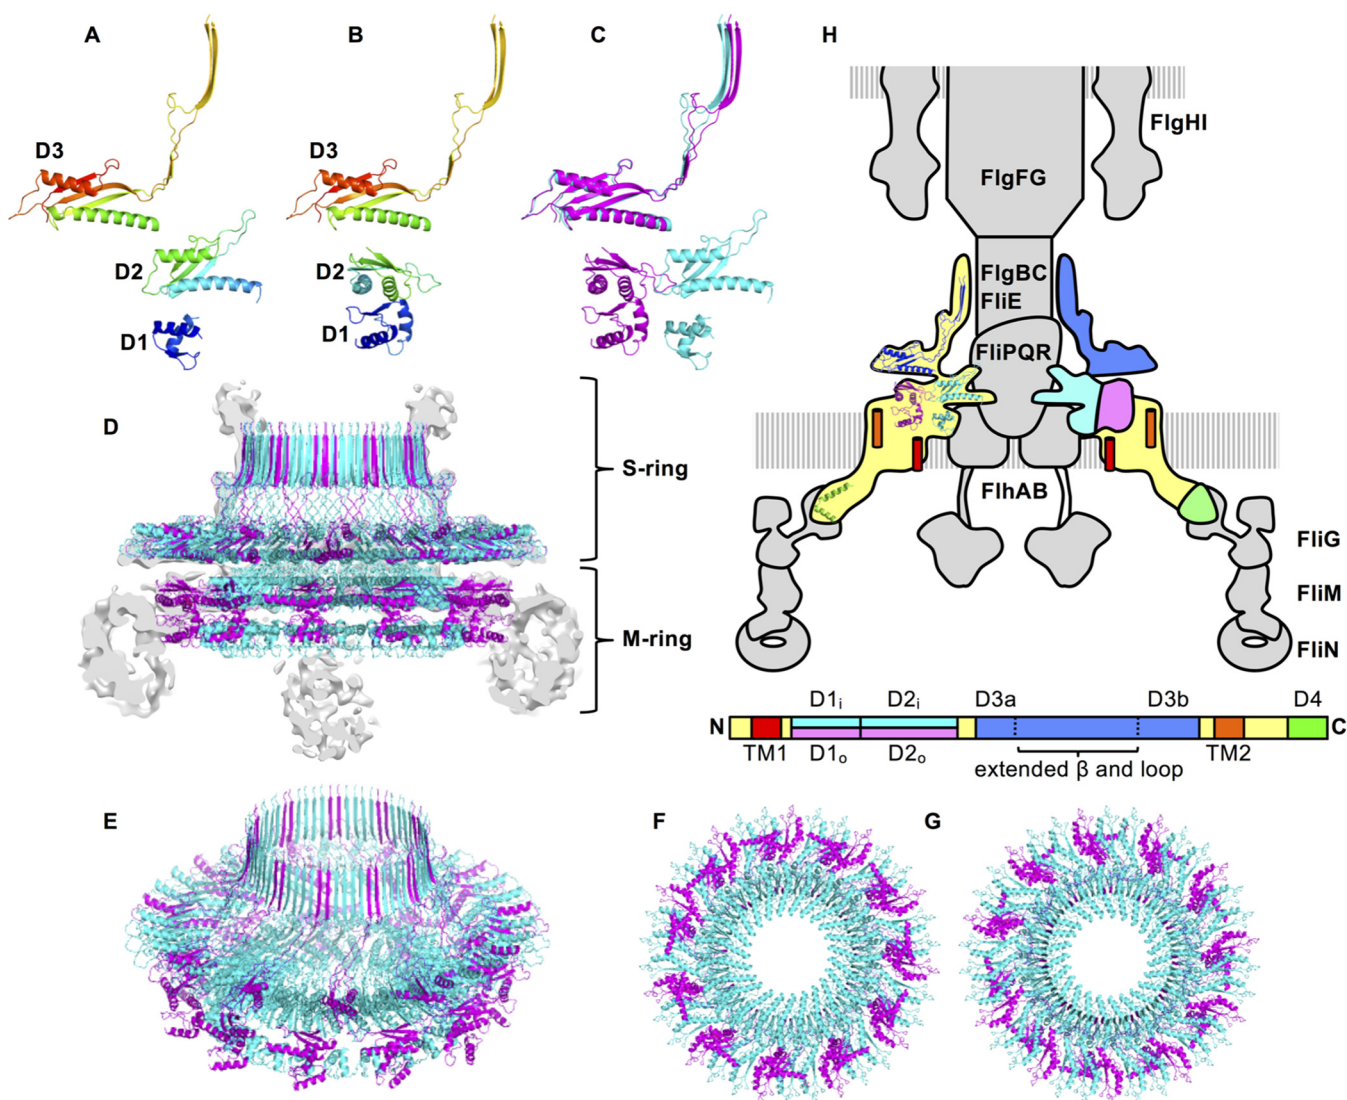 A
B
C
H
D3
D3
FlgHI
FlgFG
D2
D2
FlgBC
D1
D1
FliE
FliPQR
D
S-ring
FlhAB
FliG
FliM
M-ring
FliN
D1i D2i D3a D3b D4
N C
TM1 D1o D2o TM2
extended β and loop
E
F
G